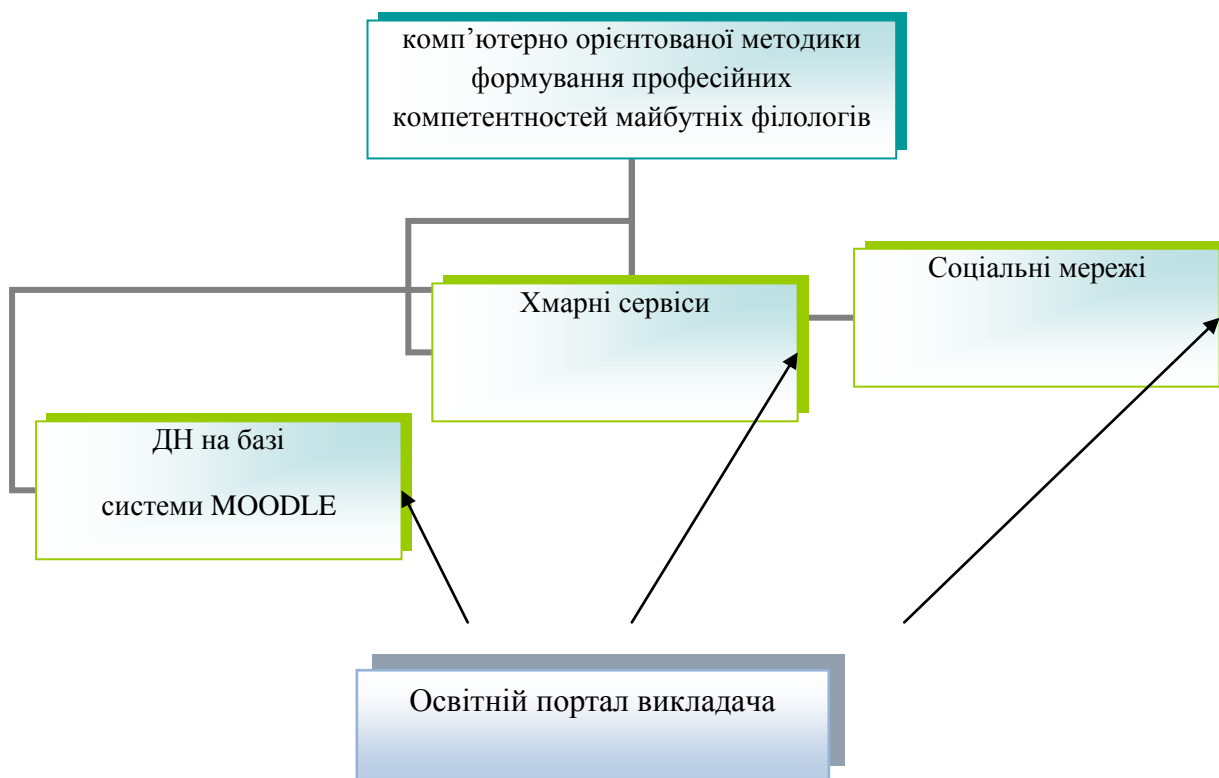 комп’ютерно орієнтованої методики
формування професійних
компетентностей майбутніх філологів
Соціальні мережі
Хмарні сервіси
ДН на базі
системи MOODLE
Освітній портал викладача